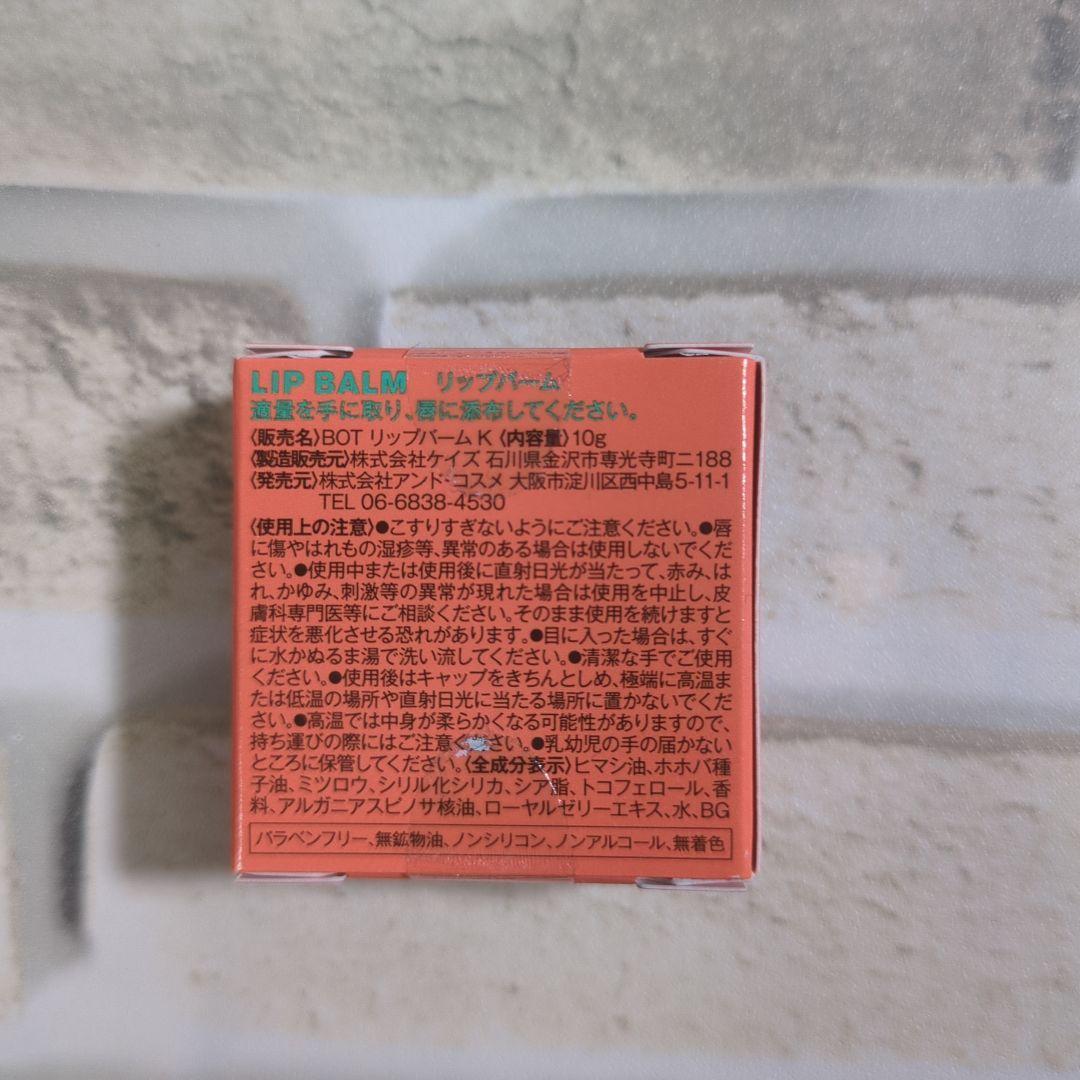 LIP BALM リップバーム
適量を手に取り、唇に添布してください。
〈販売名〉BOT リップバーム K 〈内容量〉10g
〈製造販売元〉株式会社ケイズ 石川県金沢市専光寺町ニ188
〈発売元〉株式会社アンド・コスメ 大阪市淀川区西中島5-11-1
TEL 06-6838-4530
〈使用上の注意〉●こすりすぎないようにご注意ください。●唇
に傷やはれもの湿疹等、異常のある場合は使用しないでくだ
さい。●使用中または使用後に直射日光が当たって、赤み、は
れ、かゆみ、刺激等の異常が現れた場合は使用を中止し、皮
膚科専門医等にご相談ください。そのまま使用を続けますと
症状を悪化させる恐れがあります。●目に入った場合は、すぐ
に水かぬるま湯で洗い流してください。●清潔な手でご使用
ください。●使用後はキャップをきちんとしめ、極端に高温ま
たは低温の場所や直射日光に当たる場所に置かないでくだ
さい。●高温では中身が柔らかくなる可能性がありますので、
持ち運びの際にはご注意ください。●乳幼児の手の届かない
ところに保管してください。〈全成分表示〉ヒマシ油、ホホバ種
子油、ミツロウ、シリル化シリカ、シア脂、トコフェロール、香
料、アルガニアスピノサ核油、ローヤルゼリーエキス、水、BG
パラベンフリー、無鉱物油、ノンシリコン、ノンアルコール、無着色